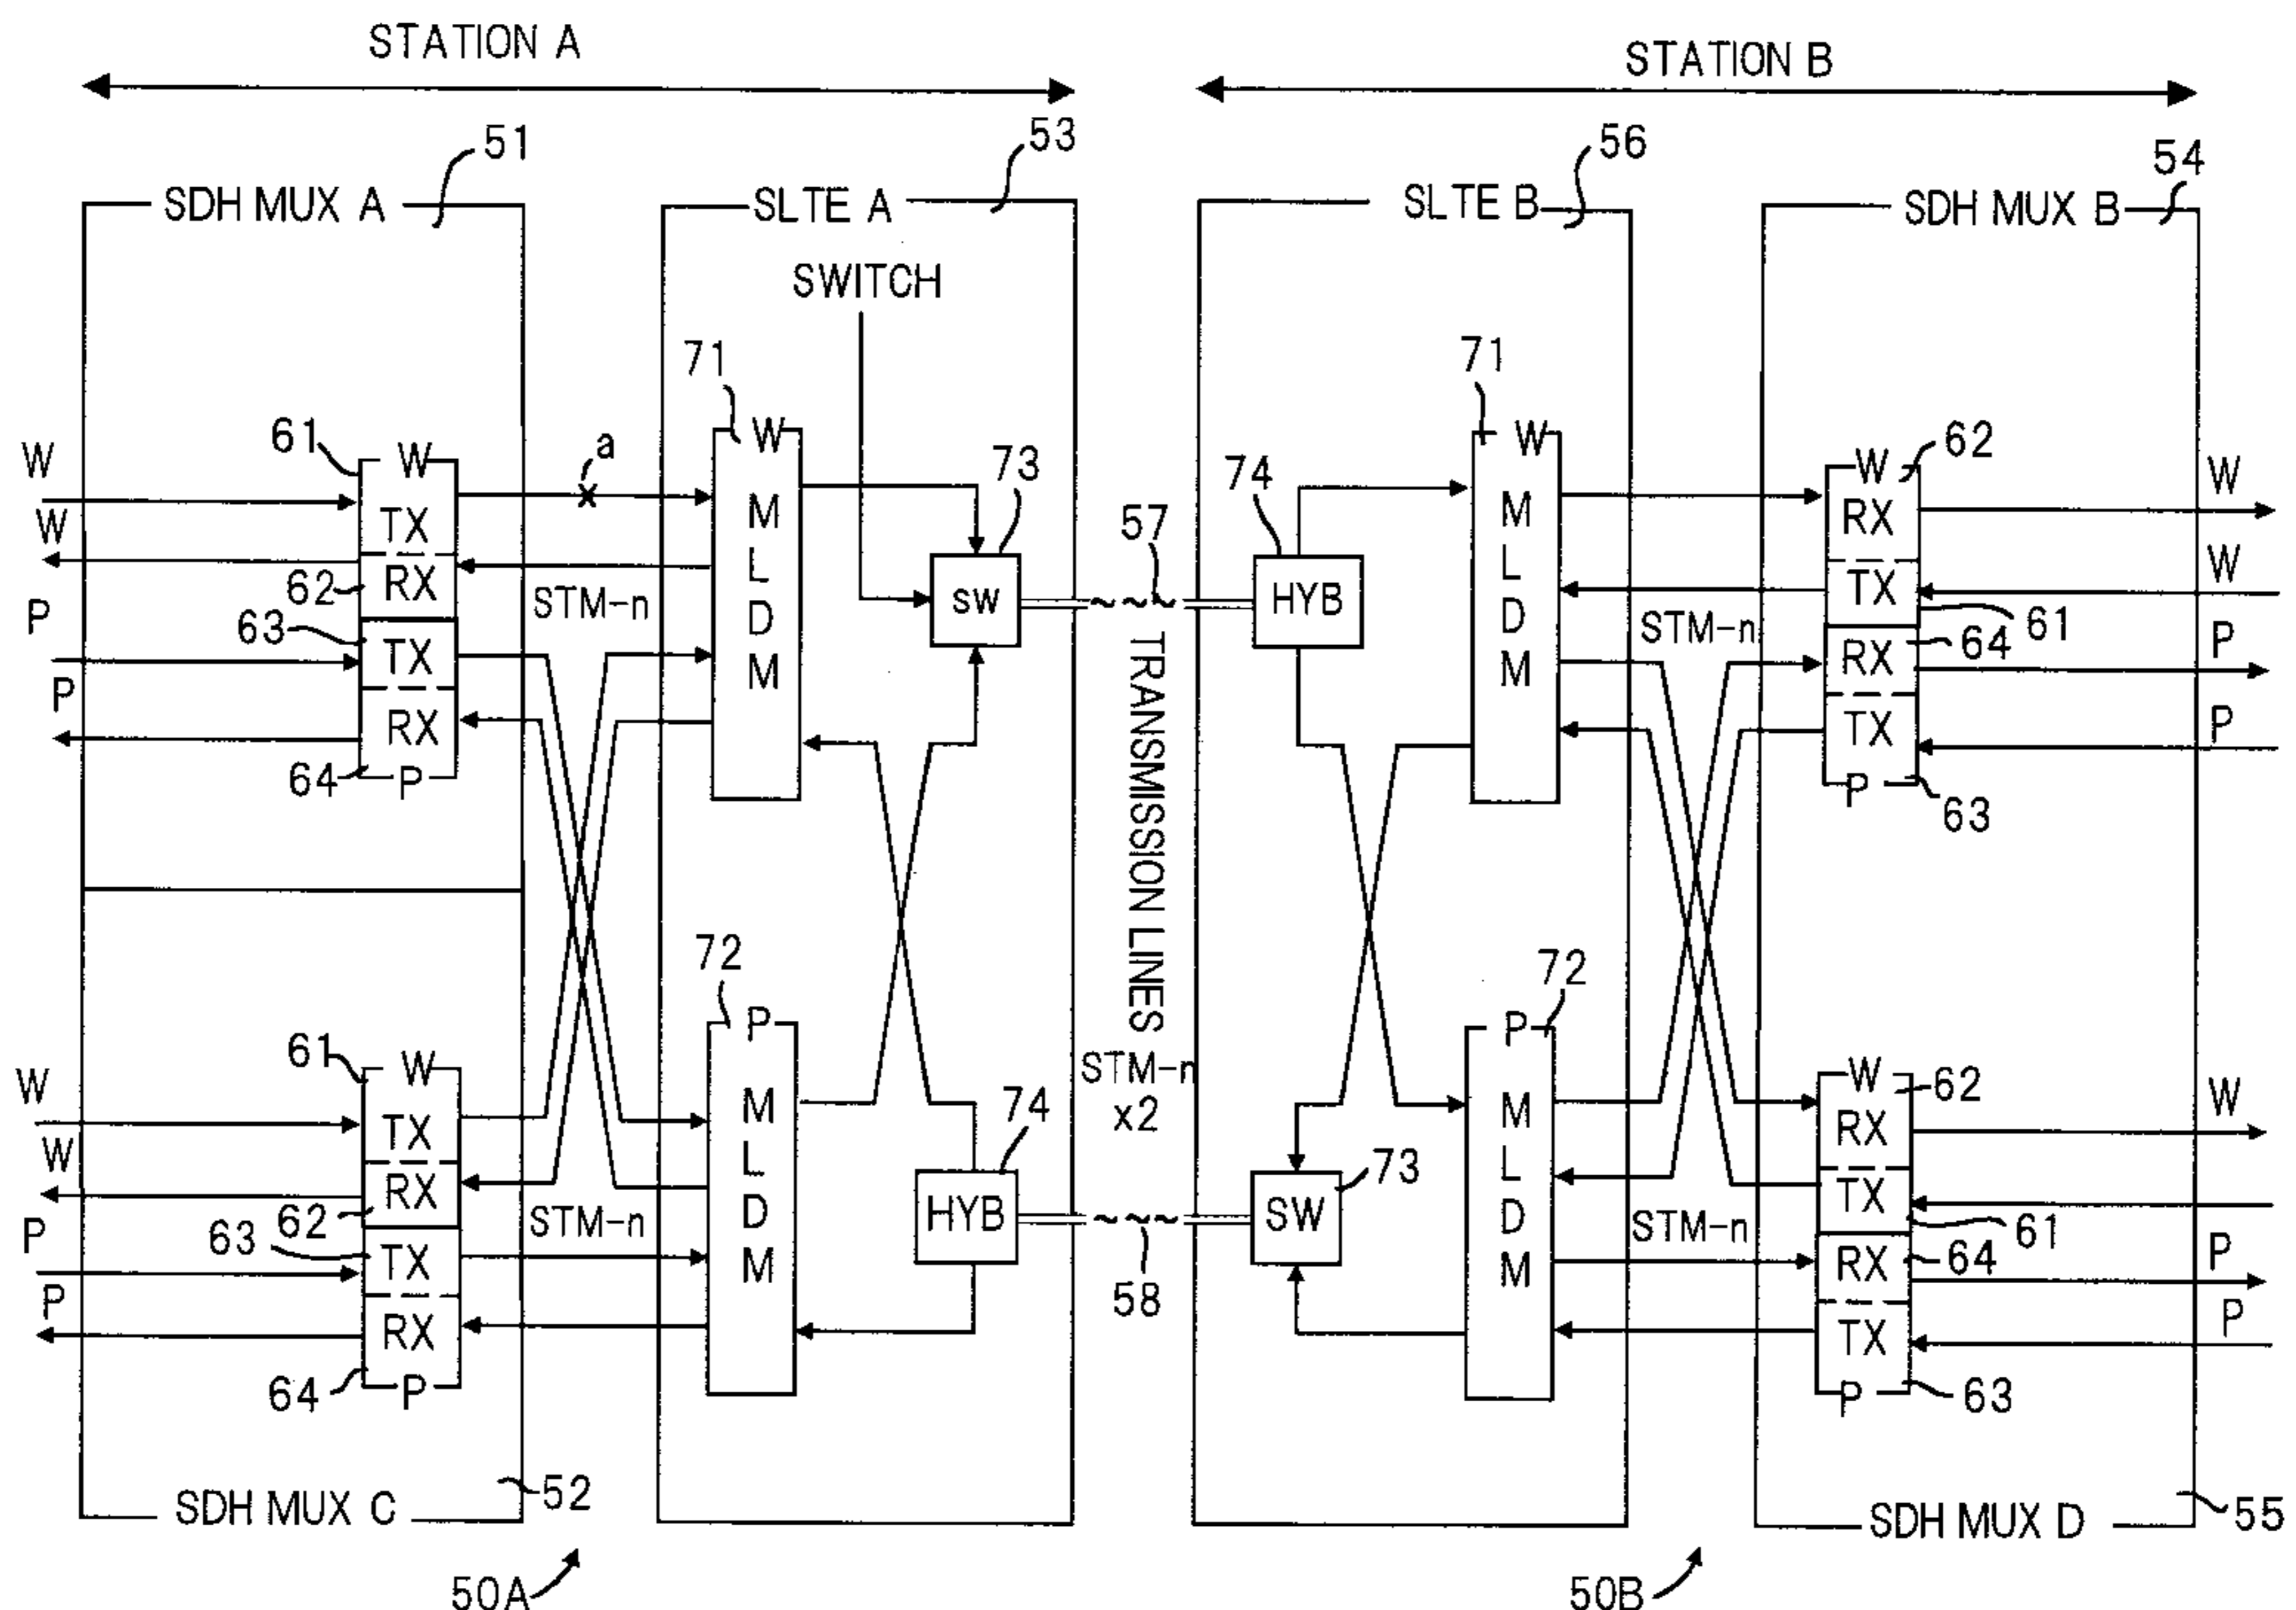 STATION A
STATION B
51
53
56
54
SDH MUX A
SLTE A
SLTE B
SDH MUX B
SWITCH
71
71
W
61
W
a
W
73
74
W
W
62
W
TX
M
L
D
M
sw
57
HYB
M
L
D
M
RX
W
62
RX
STM-n
TX
W
61
P
63
TX
STM-n
RX
64
P
P
RX
TX
P
64
P
P
63
TRANSMISSION LINES
72
72
P
P
61
W
STM-n
x2
W
62
W
TX
M
L
D
M
74
M
L
D
M
RX
W
W
RX
62
STM-n
HYB
SW
73
TX
61
P
63
TX
58
STM-n
RX
64
P
P
RX
TX
P
64
P
P
63
SDH MUX C
52
SDH MUX D
55
50A
50B